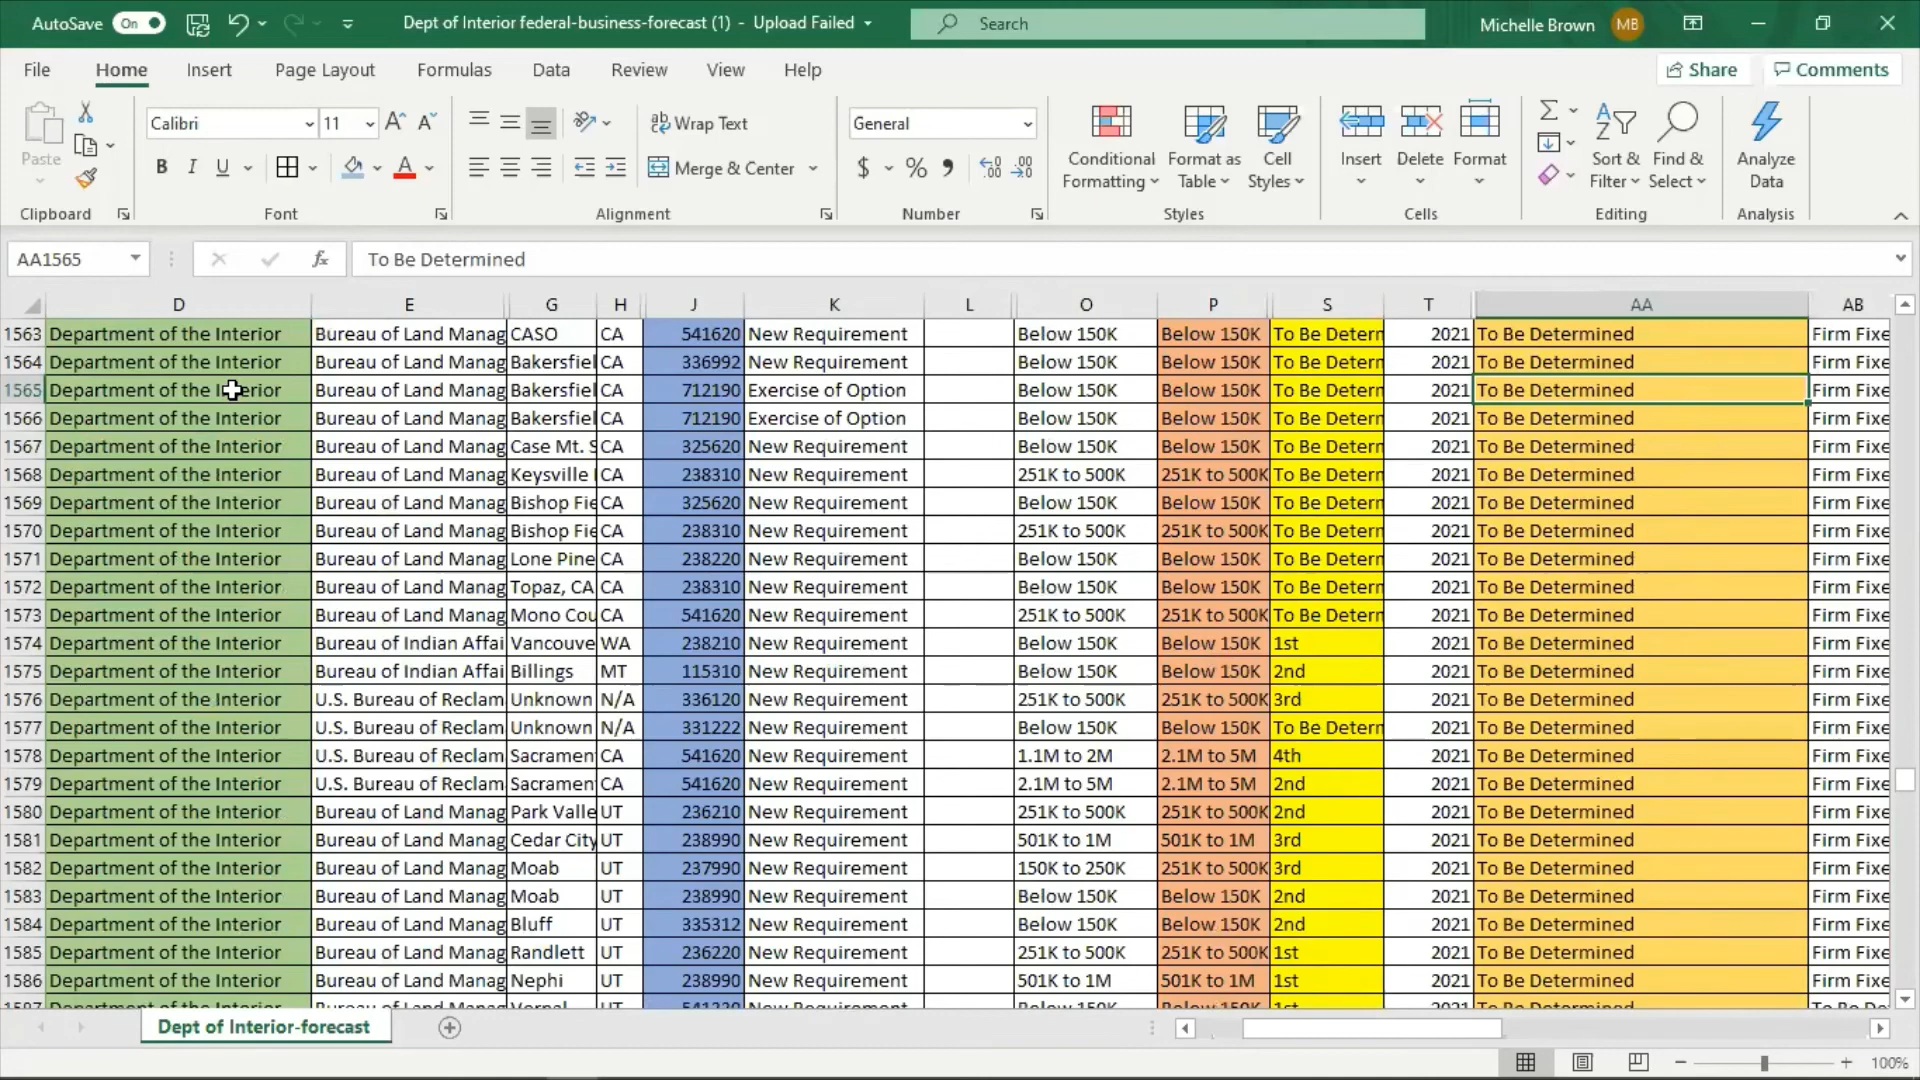 AutoSave On Dept of Interior federal-business-forecast (1) - Upload Failed Search Michelle Brown MB
File Home Insert Page Layout Formulas Data Review View Help Share Comments
Calibri 11 Wrap Text General
Paste Merge & Center $ % Conditional Formatting Format as Table Cell Styles Insert Delete Format Sort & Filter Find & Select Analyze Data
Clipboard Font Alignment Number Styles Cells Editing Analysis
AA1565 fx To Be Determined
D E G H J K L O P S T AA AB
1563 Department of the Interior Bureau of Land Manag CASO CA 541620 New Requirement Below 150K Below 150K To Be Determ 2021 To Be Determined Firm Fixe
1564 Department of the Interior Bureau of Land Manag Bakersfiel CA 336992 New Requirement Below 150K Below 150K To Be Determ 2021 To Be Determined Firm Fixe
1565 Department of the Interior Bureau of Land Manag Bakersfiel CA 712190 Exercise of Option Below 150K Below 150K To Be Determ 2021 To Be Determined Firm Fixe
1566 Department of the Interior Bureau of Land Manag Bakersfiel CA 712190 Exercise of Option Below 150K Below 150K To Be Determ 2021 To Be Determined Firm Fixe
1567 Department of the Interior Bureau of Land Manag Case Mt. S CA 325620 New Requirement Below 150K Below 150K To Be Determ 2021 To Be Determined Firm Fixe
1568 Department of the Interior Bureau of Land Manag Keysville CA 238310 New Requirement 251K to 500K 251K to 500K To Be Determ 2021 To Be Determined Firm Fixe
1569 Department of the Interior Bureau of Land Manag Bishop Fie CA 325620 New Requirement Below 150K Below 150K To Be Determ 2021 To Be Determined Firm Fixe
1570 Department of the Interior Bureau of Land Manag Bishop Fie CA 238310 New Requirement 251K to 500K 251K to 500K To Be Determ 2021 To Be Determined Firm Fixe
1571 Department of the Interior Bureau of Land Manag Lone Pine CA 238220 New Requirement Below 150K Below 150K To Be Determ 2021 To Be Determined Firm Fixe
1572 Department of the Interior Bureau of Land Manag Topaz, CA CA 238310 New Requirement Below 150K Below 150K To Be Determ 2021 To Be Determined Firm Fixe
1573 Department of the Interior Bureau of Land Manag Mono Cou CA 541620 New Requirement 251K to 500K 251K to 500K To Be Determ 2021 To Be Determined Firm Fixe
1574 Department of the Interior Bureau of Indian Affai Vancouve WA 238210 New Requirement Below 150K Below 150K 1st 2021 To Be Determined Firm Fixe
1575 Department of the Interior Bureau of Indian Affai Billings MT 115310 New Requirement Below 150K Below 150K 2nd 2021 To Be Determined Firm Fixe
1576 Department of the Interior U.S. Bureau of Reclam Unknown N/A 336120 New Requirement 251K to 500K 251K to 500K 3rd 2021 To Be Determined Firm Fixe
1577 Department of the Interior U.S. Bureau of Reclam Unknown N/A 331222 New Requirement Below 150K Below 150K To Be Determ 2021 To Be Determined Firm Fixe
1578 Department of the Interior U.S. Bureau of Reclam Sacramen CA 541620 New Requirement 1.1M to 2M 2.1M to 5M 4th 2021 To Be Determined Firm Fixe
1579 Department of the Interior U.S. Bureau of Reclam Sacramen CA 541620 New Requirement 2.1M to 5M 2.1M to 5M 2nd 2021 To Be Determined Firm Fixe
1580 Department of the Interior Bureau of Land Manag Park Valle UT 236210 New Requirement 251K to 500K 251K to 500K 2nd 2021 To Be Determined Firm Fixe
1581 Department of the Interior Bureau of Land Manag Cedar City UT 238990 New Requirement 501K to 1M 501K to 1M 3rd 2021 To Be Determined Firm Fixe
1582 Department of the Interior Bureau of Land Manag Moab UT 237990 New Requirement 150K to 250K 251K to 500K 3rd 2021 To Be Determined Firm Fixe
1583 Department of the Interior Bureau of Land Manag Moab UT 238990 New Requirement Below 150K Below 150K 2nd 2021 To Be Determined Firm Fixe
1584 Department of the Interior Bureau of Land Manag Bluff UT 335312 New Requirement Below 150K Below 150K 2nd 2021 To Be Determined Firm Fixe
1585 Department of the Interior Bureau of Land Manag Randlett UT 236220 New Requirement 251K to 500K 251K to 500K 1st 2021 To Be Determined Firm Fixe
1586 Department of the Interior Bureau of Land Manag Nephi UT 238990 New Requirement 501K to 1M 501K to 1M 1st 2021 To Be Determined Firm Fixe
Dept of Interior-forecast
100%